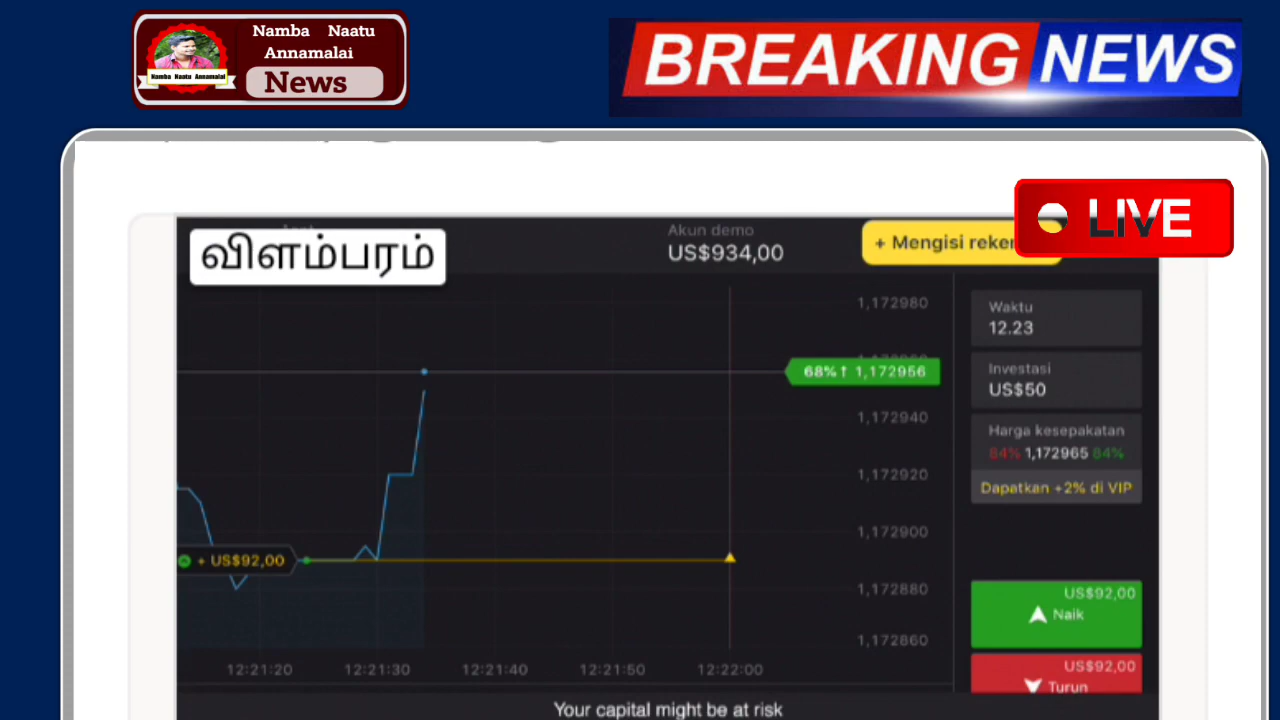 Namba Naatu
Annamalai
News
Namba Naatu Annamalai
BREAKING NEWS
LIVE
விளம்பரம்
Akun demo
US$934,00
+ Mengisi reke
1,172980
68%↑ 1,172956
1,172940
1,172920
1,172900
1,172880
1,172860
+ US$92,00
12:21:20
12:21:30
12:21:40
12:21:50
12:22:00
Waktu
12.23
Investasi
US$50
Harga kesepakatan
84% 1,172965 84%
Dapatkan +2% di VIP
US$92,00
Naik
US$92,00
Turun
Your capital might be at risk